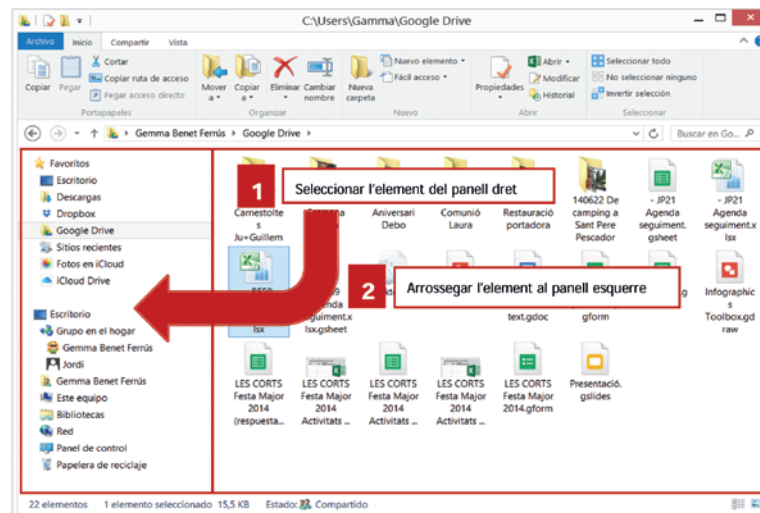 C:\Users\Gamma\Google Drive
Archivo Inicio Compartir Vista
Copiar
Pegar
Cortar
Copiar ruta de acceso
Pegar acceso directo
Portapapeles
Mover a
Copiar a
Eliminar
Cambiar nombre
Organizar
Nueva carpeta
Nuevo elemento
Fácil acceso
Nuevo
Propiedades
Abrir
Modificar
Historial
Abrir
Seleccionar todo
No seleccionar ninguno
Invertir selección
Seleccionar
Gemma Benet Ferrús
Google Drive
Buscar en Go...
Favoritos
Escritorio
Descargas
Dropbox
Google Drive
Sitios recientes
Fotos en iCloud
iCloud Drive
Escritorio
Grupo en el hogar
Gemma Benet Ferrús
Jordi
Gemma Benet Ferrús
Este equipo
Bibliotecas
Red
Panel de control
Papelera de reciclaje
1
Seleccionar l'element del panell dret
Carnestoltes
Ju+Guillem
Aniversari
Debo
Comunió
Laura
Restauració
portadora
140622 De
camping a
Sant Pere
Pescador
- JP21
Agenda
seguiment.
gsheet
- JP21
Agenda
seguiment.x
lsx
2
Arrossegar l'element al panell esquerre
lsx
lsx.gsheet
text.gdoc
gform
Infographic
s
Toolbox.gd
raw
LES CORTS
Festa Major
2014
(respuesta...
LES CORTS
Festa Major
2014
Activitats ...
LES CORTS
Festa Major
2014
Activitats ...
LES CORTS
Festa Major
2014
Activitats ...
LES CORTS
Festa Major
2014.gform
Presentació.
gslides
22 elementos 1 elemento seleccionado 15,5 KB Estado: Compartido